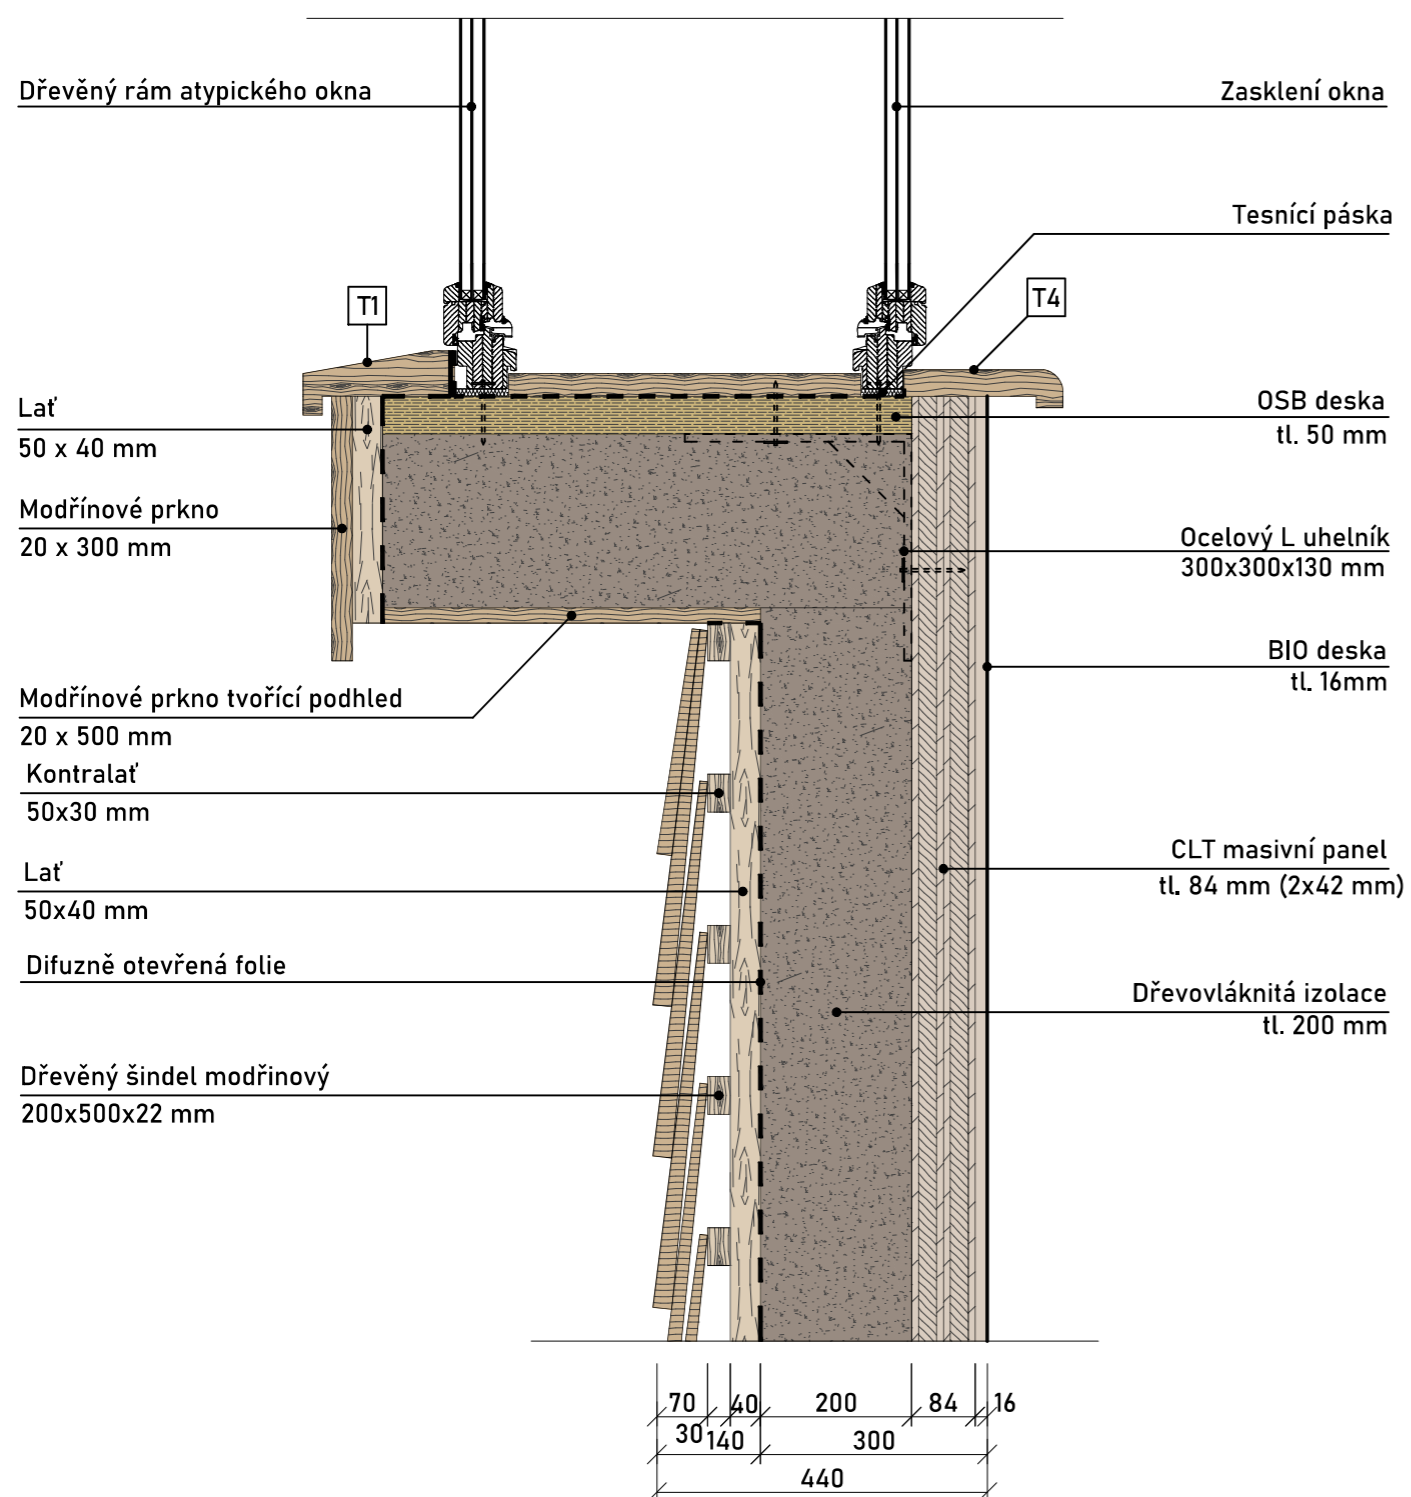 Dřevěný rám atypického okna
Zasklení okna
Tesnící páska
T1
T4
Lať
50 x 40 mm
OSB deska
tl. 50 mm
Modřínové prkno
20 x 300 mm
Ocelový L uhelník
300x300x130 mm
BIO deska
tl. 16mm
Modřínové prkno tvořící podhled
20 x 500 mm
Kontralať
50x30 mm
CLT masivní panel
tl. 84 mm (2x42 mm)
Lať
50x40 mm
Difuzně otevřená folie
Dřevovláknitá izolace
tl. 200 mm
Dřevěný šindel modřinový
200x500x22 mm
70 40 200 84 16
30 140 300
440